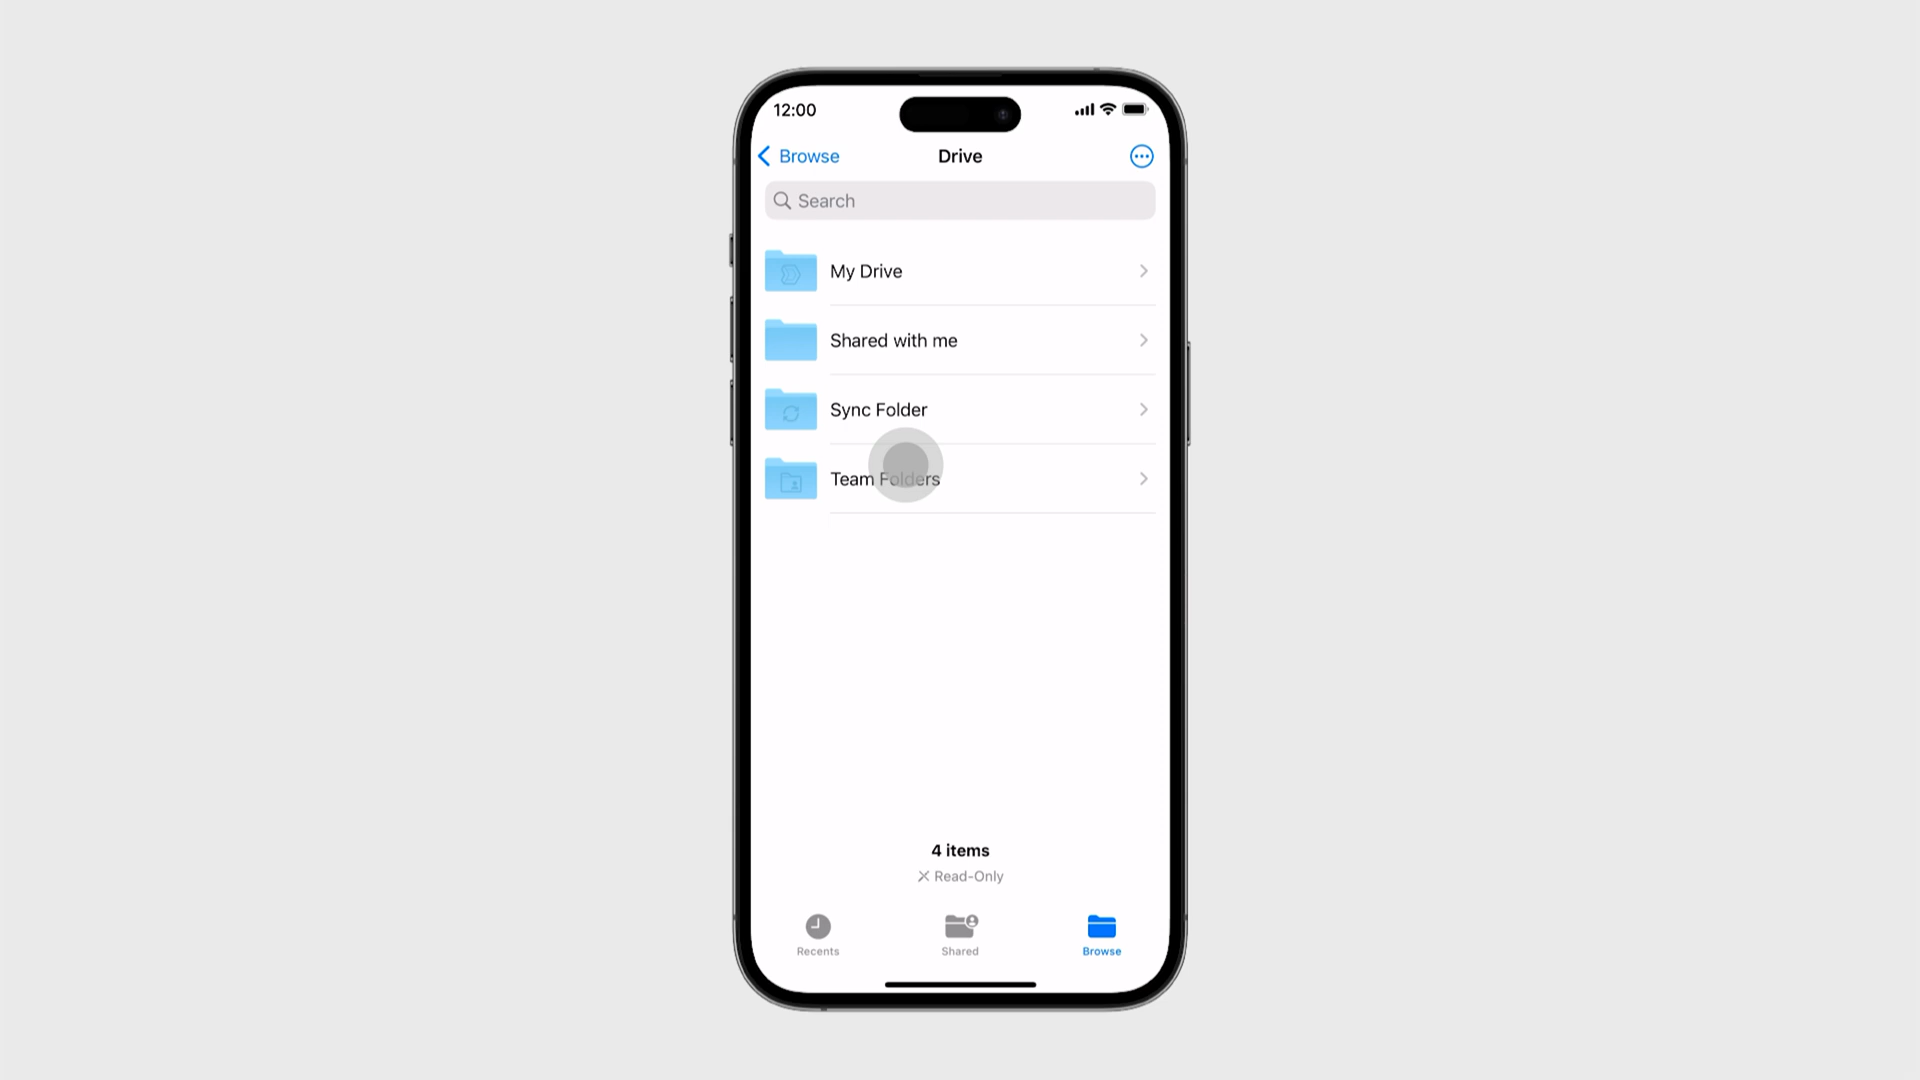 12:00
Browse
Drive
Search
My Drive
Shared with me
Sync Folder
Team Folders
4 items
Read-Only
Recents
Shared
Browse